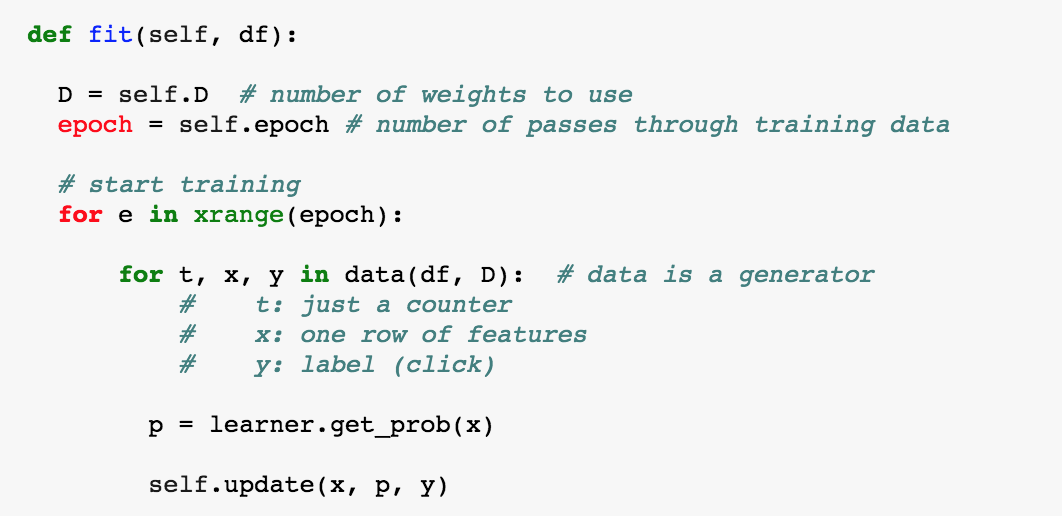 def fit(self, df):
D = self.D # number of weights to use
epoch = self.epoch # number of passes through training data
# start training
for e in xrange(epoch):
for t, x, y in data(df, D): # data is a generator
# t: just a counter
# x: one row of features
# y: label (click)
p = learner.get_prob(x)
self.update(x, p, y)